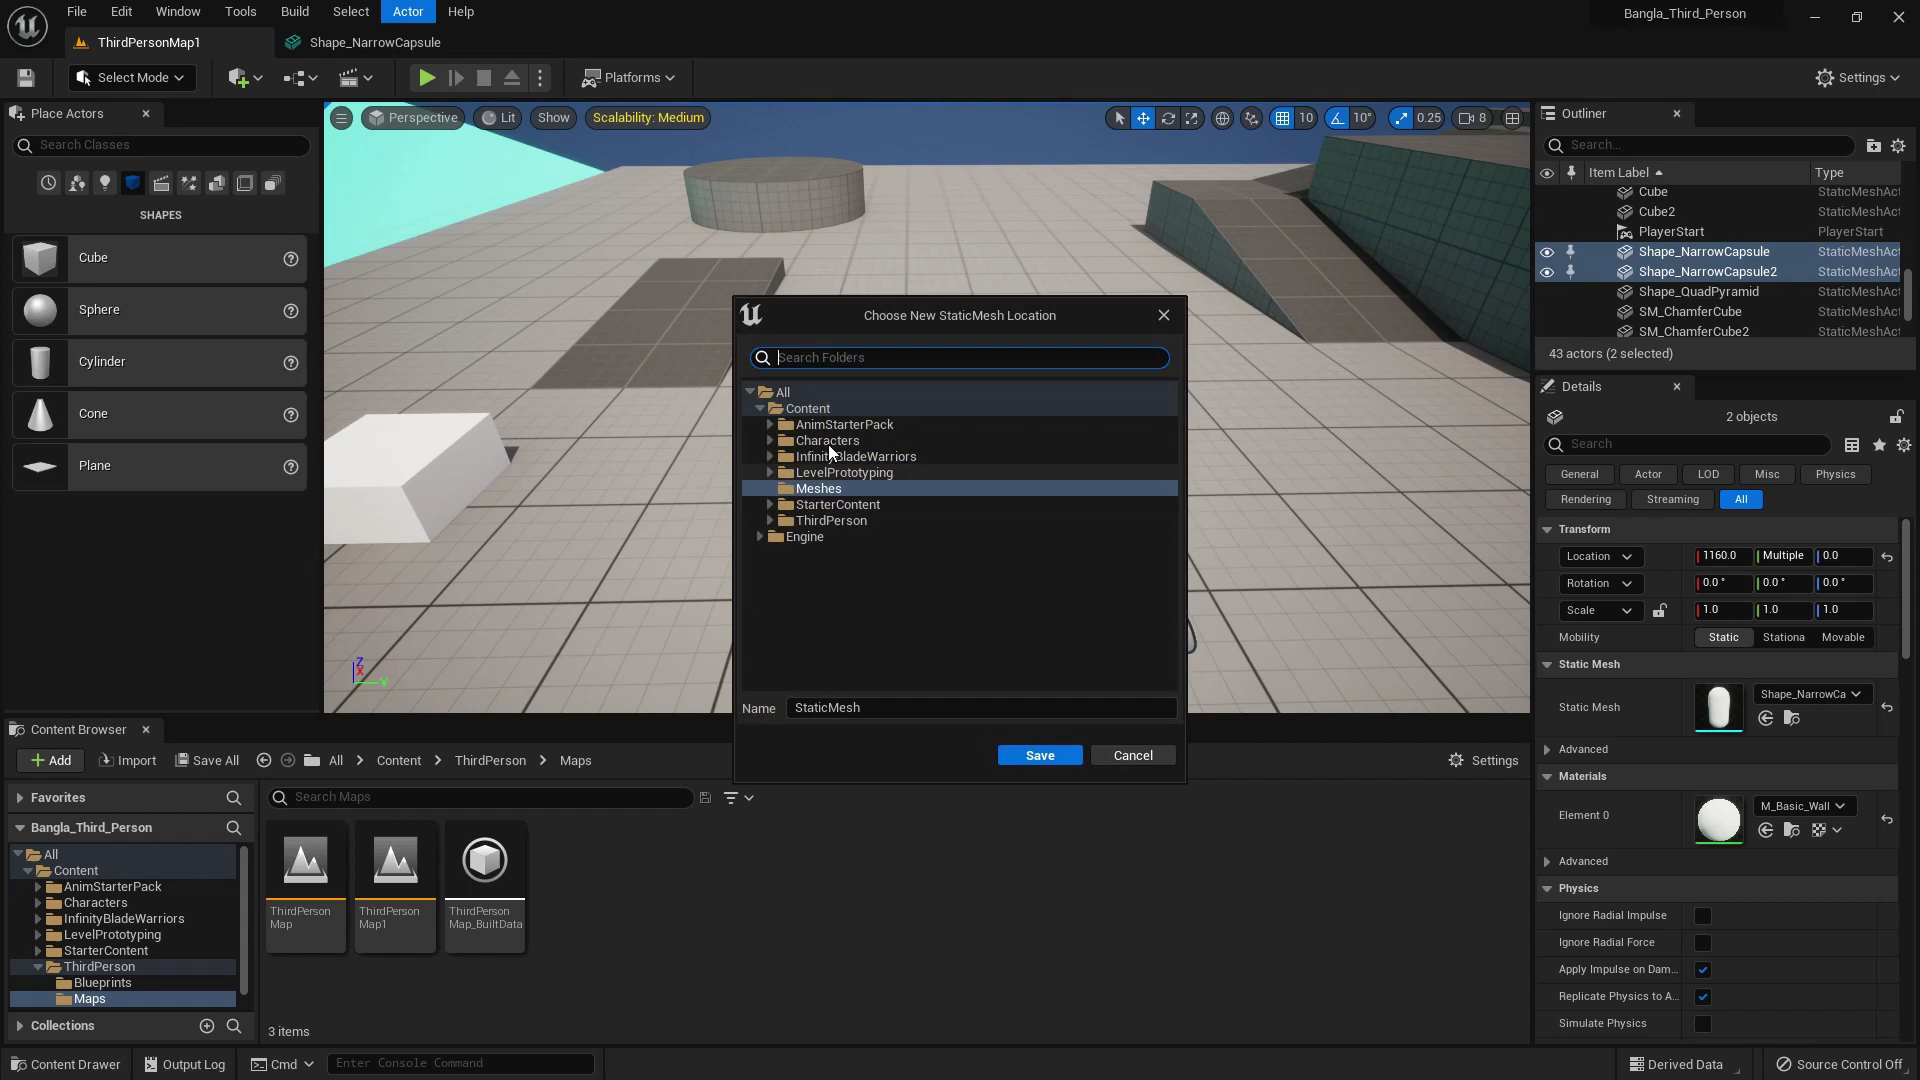 File Edit Window Tools Build Select Actor Help
Bangla_Third_Person
ThirdPersonMap1
Shape_NarrowCapsule
Select Mode
Platforms
Settings
Place Actors
Search Classes
SHAPES
Cube
Sphere
Cylinder
Cone
Plane
Perspective
Lit
Show
Scalability: Medium
10
10°
0.25
8
Z
X
Y
Choose New StaticMesh Location
Search Folders
All
Content
AnimStarterPack
Characters
InfinityBladeWarriors
LevelPrototyping
Meshes
StarterContent
ThirdPerson
Engine
Name
StaticMesh
Save
Cancel
Outliner
Search...
Item Label
Type
Cube StaticMeshAct
Cube2 StaticMeshAct
PlayerStart PlayerStart
Shape_NarrowCapsule StaticMeshAct
Shape_NarrowCapsule2 StaticMeshAct
Shape_QuadPyramid StaticMeshAct
SM_ChamferCube StaticMeshAct
SM_ChamferCube2 StaticMeshAct
43 actors (2 selected)
Details
2 objects
Search
General Actor LOD Misc Physics
Rendering Streaming All
Transform
Location 1160.0 Multiple 0.0
Rotation 0.0 ° 0.0 ° 0.0 °
Scale 1.0 1.0 1.0
Mobility Static Stationa Movable
Static Mesh
Static Mesh Shape_NarrowCa
Advanced
Materials
Element 0 M_Basic_Wall
Advanced
Physics
Ignore Radial Impulse
Ignore Radial Force
Apply Impulse on Dam...
Replicate Physics to A...
Simulate Physics
Content Browser
Add
Import
Save All
All
Content
ThirdPerson
Maps
Settings
Favorites
Search Maps
Bangla_Third_Person
All
Content
AnimStarterPack
Characters
InfinityBladeWarriors
LevelPrototyping
StarterContent
ThirdPerson
Blueprints
Maps
Collections
ThirdPerson
Map
ThirdPerson
Map1
ThirdPerson
Map_BuiltData
3 items
Content Drawer
Output Log
Cmd
Enter Console Command
Derived Data
Source Control Off